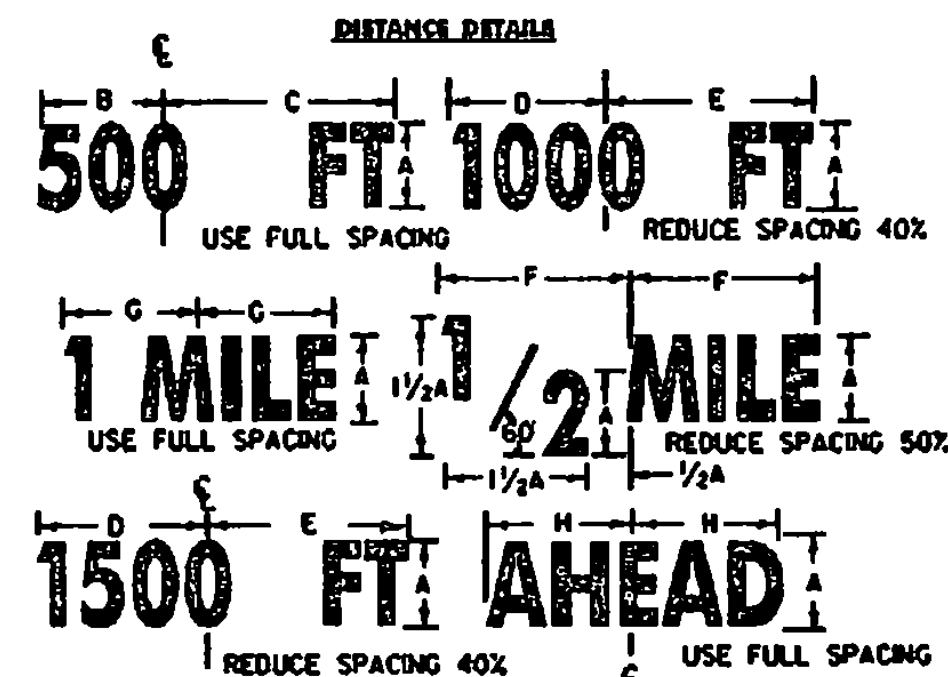 DISTANCE DETAILS
℄
B C D E
500 FT A 1000 FT A
USE FULL SPACING REDUCE SPACING 40%
F F
G G
1 MILE A 1½A 1/2 A MILE A
60°
USE FULL SPACING REDUCE SPACING 50%
1½A ½A
℄
D E H H
1500 FT A AHEAD A
REDUCE SPACING 40% USE FULL SPACING